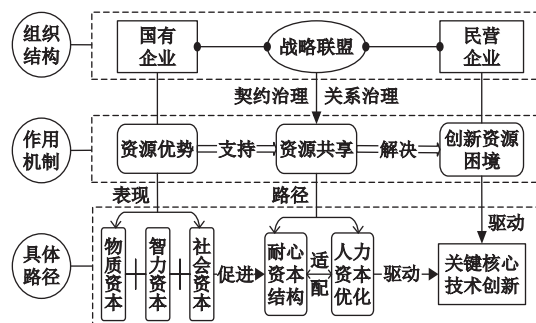 组织
结构
国有
企业
战略联盟
民营
企业
契约治理
关系治理
作用
机制
资源优势
支持
资源共享
解决
创新资源
困境
表现
路径
驱动
具体
路径
物质资本
智力资本
社会资本
促进
耐心
资本
结构
适
配
人力
资本
优化
驱动
关键核心
技术创新